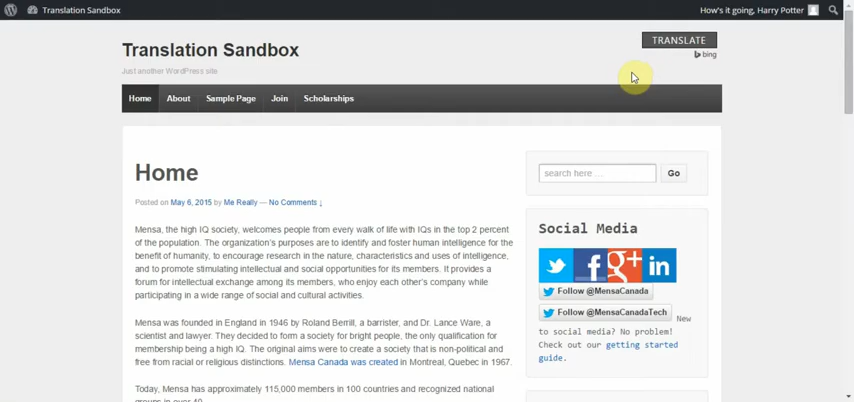 Translation Sandbox
How's it going, Harry Potter
Translation Sandbox
Just another WordPress site
TRANSLATE
bing
Home About Sample Page Join Scholarships
Home
Posted on May 6, 2015 by Me Really — No Comments ↓
Mensa, the high IQ society, welcomes people from every walk of life with IQs in the top 2 percent
of the population. The organization's purposes are to identify and foster human intelligence for the
benefit of humanity, to encourage research in the nature, characteristics and uses of intelligence,
and to promote stimulating intellectual and social opportunities for its members. It provides a
forum for intellectual exchange among its members, who enjoy each other's company while
participating in a wide range of social and cultural activities.
Mensa was founded in England in 1946 by Roland Berrill, a barrister, and Dr. Lance Ware, a
scientist and lawyer. They decided to form a society for bright people, the only qualification for
membership being a high IQ. The original aims were to create a society that is non-political and
free from racial or religious distinctions. Mensa Canada was created in Montreal, Quebec in 1967.
Today, Mensa has approximately 115,000 members in 100 countries and recognized national
groups in over 40
search here …
Go
Social Media
Follow @MensaCanada
Follow @MensaCanadaTech New
to social media? No problem!
Check out our getting started
guide.